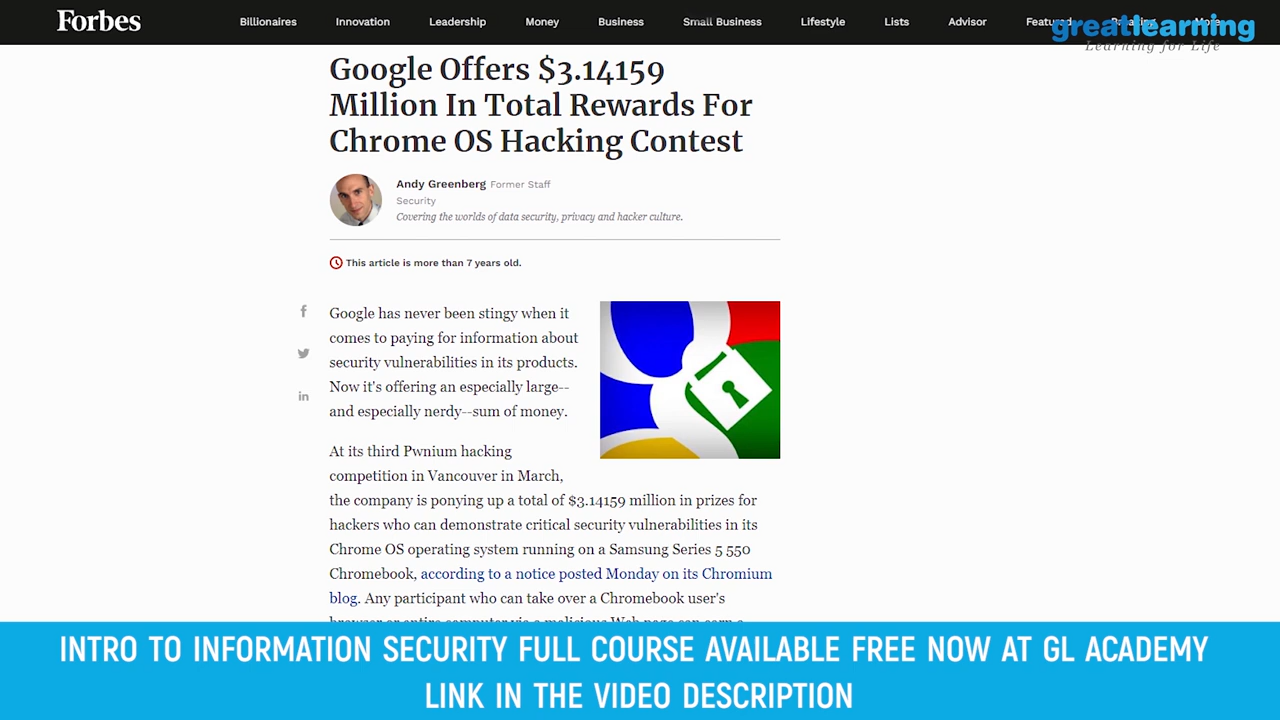 Forbes
Billionaires Innovation Leadership Money Business Small Business Lifestyle Lists Advisor Featured Breaking More
greatlearning
Learning for Life
Google Offers $3.14159
Million In Total Rewards For
Chrome OS Hacking Contest
Andy Greenberg Former Staff
Security
Covering the worlds of data security, privacy and hacker culture.
This article is more than 7 years old.
Google has never been stingy when it
comes to paying for information about
security vulnerabilities in its products.
Now it's offering an especially large--
and especially nerdy--sum of money.
At its third Pwnium hacking
competition in Vancouver in March,
the company is ponying up a total of $3.14159 million in prizes for
hackers who can demonstrate critical security vulnerabilities in its
Chrome OS operating system running on a Samsung Series 5 550
Chromebook, according to a notice posted Monday on its Chromium
blog. Any participant who can take over a Chromebook user's
INTRO TO INFORMATION SECURITY FULL COURSE AVAILABLE FREE NOW AT GL ACADEMY
LINK IN THE VIDEO DESCRIPTION